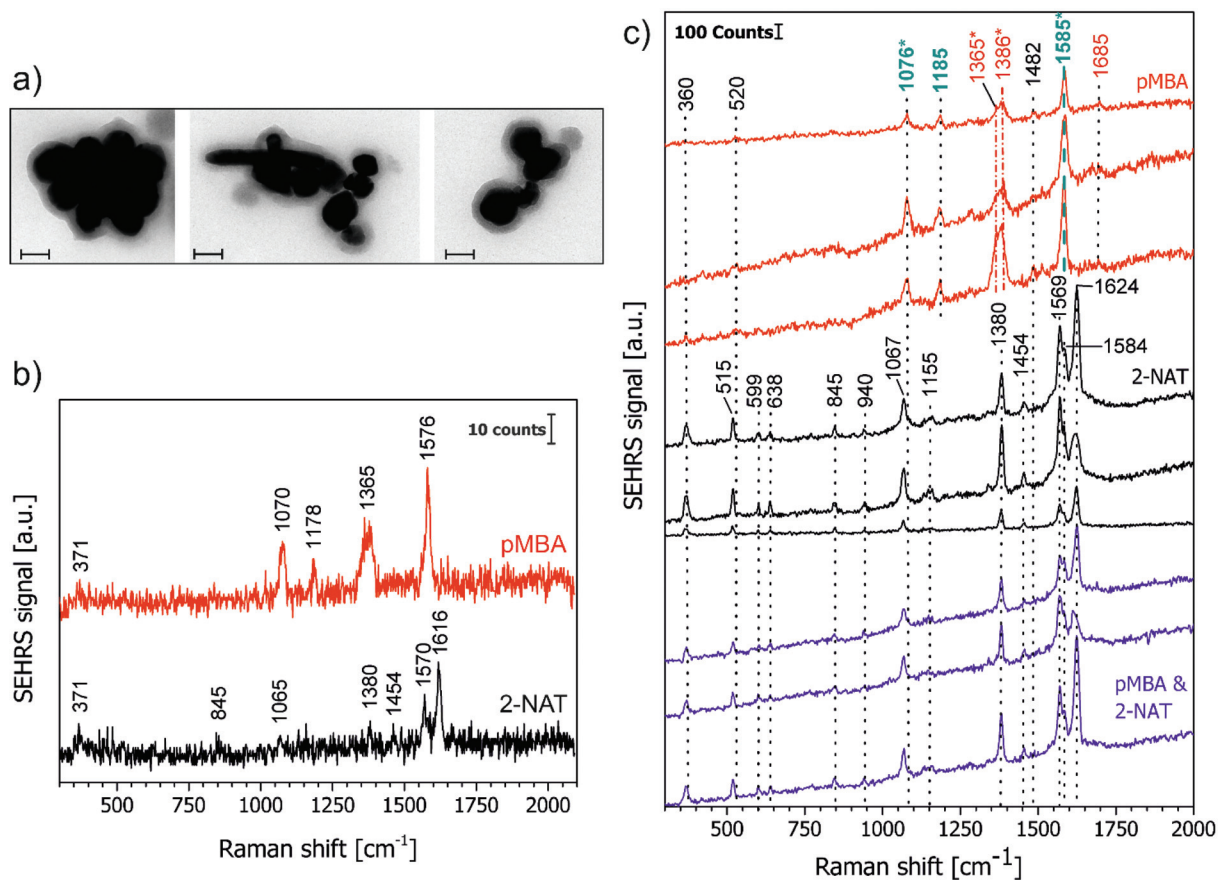 a)
b)
SEHRS signal [a.u.]
10 counts
pMBA
371
1070
1178
1365
1576
2-NAT
371
845
1065
1380
1454
1570
1616
500 750 1000 1250 1500 1750 2000
Raman shift [cm-1]
c)
SEHRS signal [a.u.]
100 Counts
360
520
1076*
1185
1365*
1386*
1482
1585*
1685
pMBA
515
599
638
845
940
1067
1155
1380
1454
1569
1624
1584
2-NAT
pMBA &
2-NAT
500 750 1000 1250 1500 1750 2000
Raman shift [cm-1]